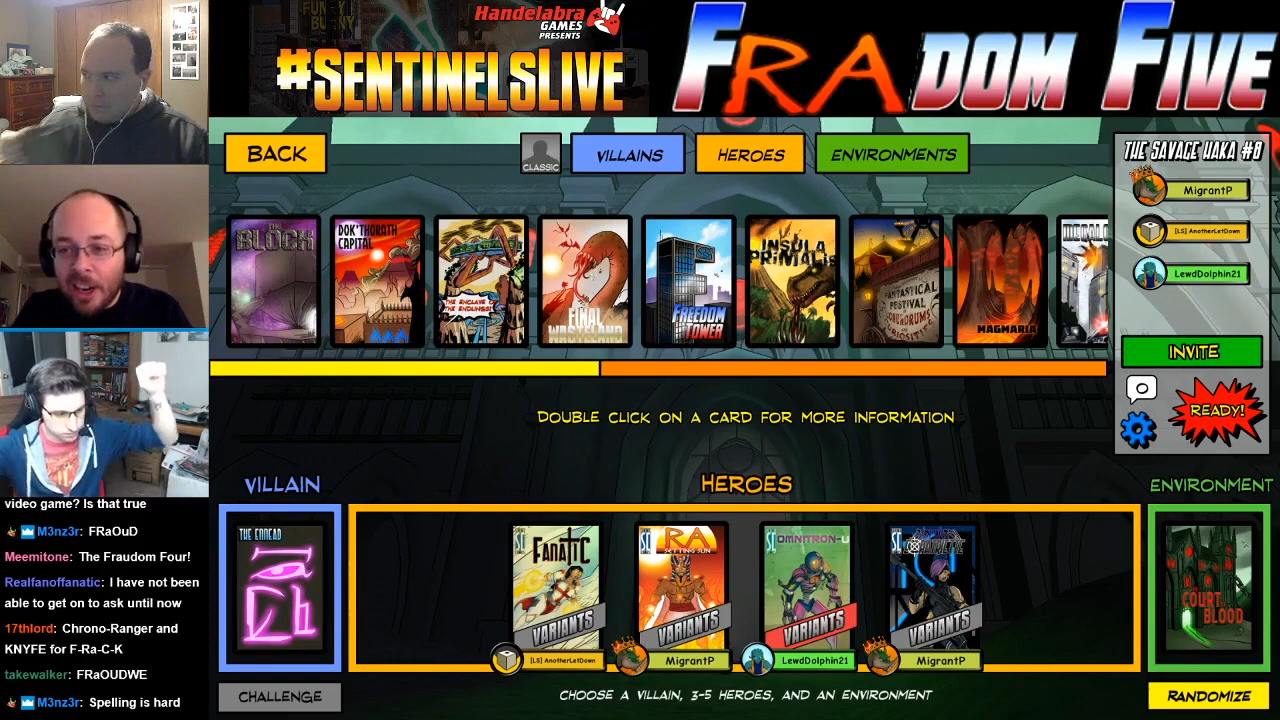 Handelabra
GAMES
PRESENTS
#SENTINELSLIVE
FRADOM FIVE
BACK
CLASSIC
VILLAINS
HEROES
ENVIRONMENTS
THE SAVAGE HAKA #8
MigrantP
[LS] AnotherLetDown
LewdDolphin21
INVITE
READY!
BLOCK
DOK'THORATH
CAPITAL
THE ENCLAVE OF
THE ENDLINGS!
FINAL
WASTELAND
FREEDOM
TOWER
INSULA
PRIMALIS
FANTASTICAL
FESTIVAL
CONUNDRUMS
MAGMARIA
DOUBLE CLICK ON A CARD FOR MORE INFORMATION
VILLAIN
HEROES
ENVIRONMENT
THE ENNEAD
FANATIC
VARIANTS
[LS] AnotherLetDown
RA
SETTING SUN
VARIANTS
MigrantP
OMNITRON-U
VARIANTS
LewdDolphin21
VARIANTS
MigrantP
THE COURT OF BLOOD
CHALLENGE
CHOOSE A VILLAIN, 3-5 HEROES, AND AN ENVIRONMENT
RANDOMIZE
video game? Is that true
M3nz3r: FRaOuD
Meemitone: The Fraudom Four!
Realfanoffanatic: I have not been
able to get on to ask until now
17thlord: Chrono-Ranger and
KNYFE for F-Ra-C-K
takewalker: FRaOUDWE
M3nz3r: Spelling is hard